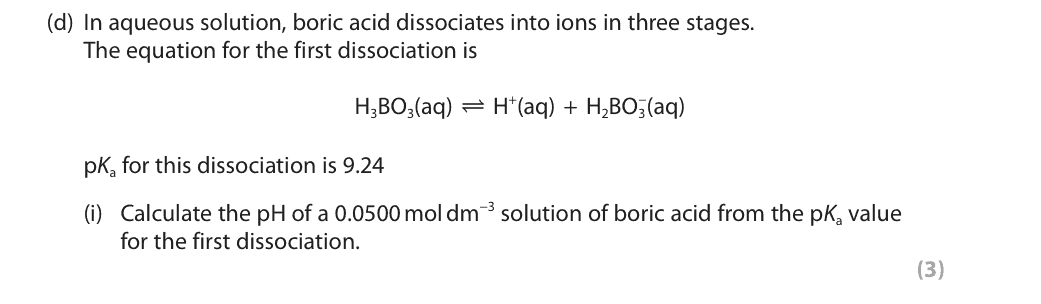 (d) In aqueous solution, boric acid dissociates into ions in three stages.
The equation for the first dissociation is
H₃BO₃(aq) ⇌ H⁺(aq) + H₂BO₃⁻(aq)
pKₐ for this dissociation is 9.24
(i) Calculate the pH of a 0.0500 mol dm⁻³ solution of boric acid from the pKₐ value
for the first dissociation.
(3)